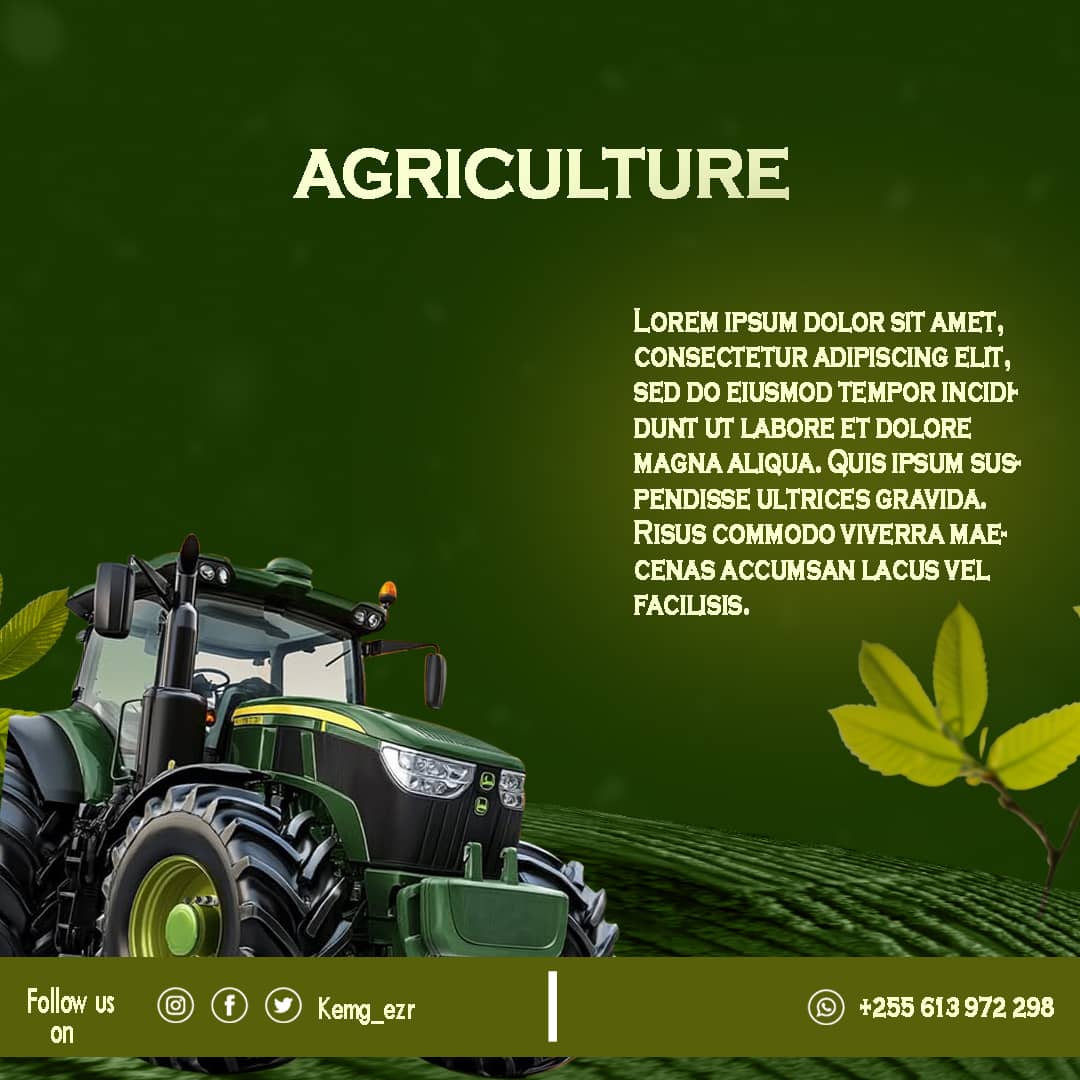 AGRICULTURE
Lorem ipsum dolor sit amet,
consectetur adipiscing elit,
sed do eiusmod tempor incidi-
dunt ut labore et dolore
magna aliqua. Quis ipsum sus-
pendisse ultrices gravida.
Risus commodo viverra mae-
cenas accumsan lacus vel
facilisis.
Follow us
on
Kemg_ezr
+255 613 972 298